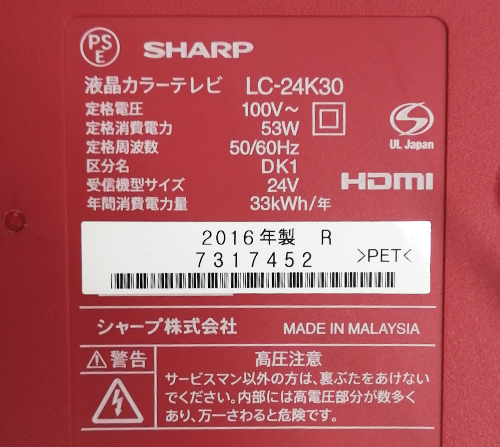 PS
E
SHARP
液晶カラーテレビ LC-24K30
定格電圧 100V～
定格消費電力 53W
定格周波数 50/60Hz
区分名 DK1
受信機型サイズ 24V
年間消費電力量 33kWh/年
UL Japan
HDMI
2016年製 R
7317452
>PET<
シャープ株式会社 MADE IN MALAYSIA
警告 高圧注意
サービスマン以外の方は、裏ぶたをあけない
でください。内部には高電圧部分が数多く
あり、万一さわると危険です。